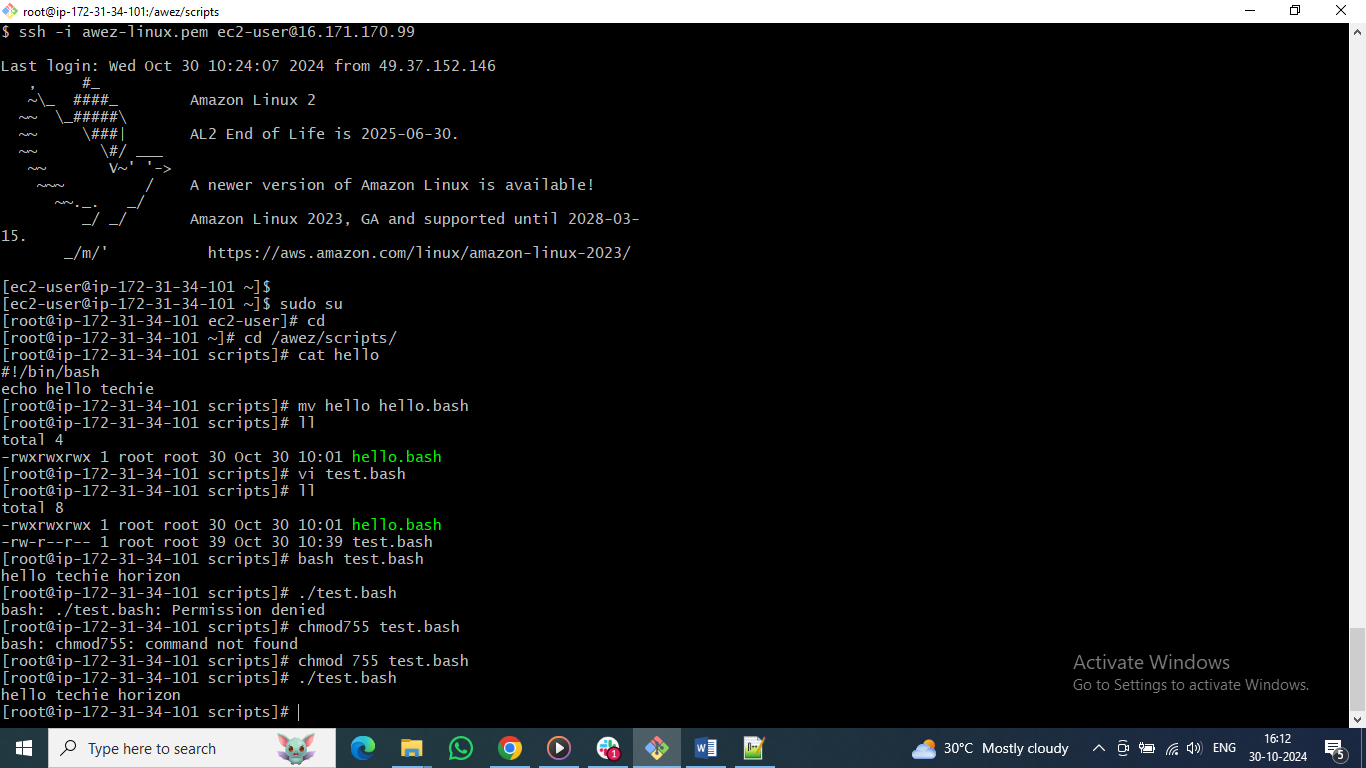 root@ip-172-31-34-101:/awez/scripts
$ ssh -i awez-linux.pem ec2-user@16.171.170.99
Last login: Wed Oct 30 10:24:07 2024 from 49.37.152.146
   ,     #_
   ~\_  ####_        Amazon Linux 2
  ~~  \_#####\
  ~~     \###|       AL2 End of Life is 2025-06-30.
  ~~       \#/ ___
   ~~       V~' '->
    ~~~         /    A newer version of Amazon Linux is available!
      ~~._.   _/
         _/ _/       Amazon Linux 2023, GA and supported until 2028-03-
15.
       _/m/'           https://aws.amazon.com/linux/amazon-linux-2023/
[ec2-user@ip-172-31-34-101 ~]$
[ec2-user@ip-172-31-34-101 ~]$ sudo su
[root@ip-172-31-34-101 ec2-user]# cd
[root@ip-172-31-34-101 ~]# cd /awez/scripts/
[root@ip-172-31-34-101 scripts]# cat hello
#!/bin/bash
echo hello techie
[root@ip-172-31-34-101 scripts]# mv hello hello.bash
[root@ip-172-31-34-101 scripts]# ll
total 4
-rwxrwxrwx 1 root root 30 Oct 30 10:01 hello.bash
[root@ip-172-31-34-101 scripts]# vi test.bash
[root@ip-172-31-34-101 scripts]# ll
total 8
-rwxrwxrwx 1 root root 30 Oct 30 10:01 hello.bash
-rw-r--r-- 1 root root 39 Oct 30 10:39 test.bash
[root@ip-172-31-34-101 scripts]# bash test.bash
hello techie horizon
[root@ip-172-31-34-101 scripts]# ./test.bash
bash: ./test.bash: Permission denied
[root@ip-172-31-34-101 scripts]# chmod755 test.bash
bash: chmod755: command not found
[root@ip-172-31-34-101 scripts]# chmod 755 test.bash
[root@ip-172-31-34-101 scripts]# ./test.bash
hello techie horizon
[root@ip-172-31-34-101 scripts]#
Activate Windows
Go to Settings to activate Windows.
Type here to search
1
30°C Mostly cloudy
ENG
16:12
30-10-2024
5